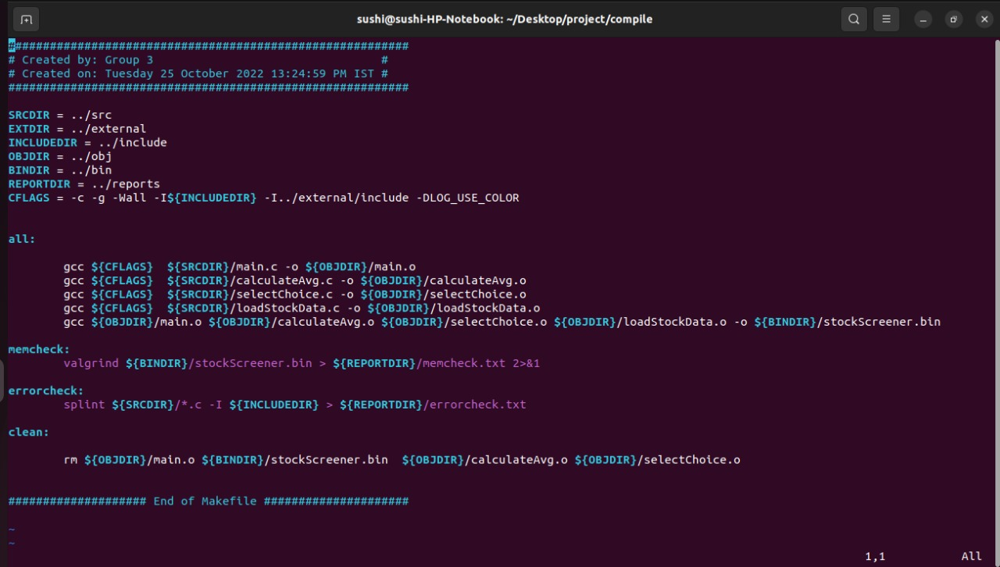 sushi@sushi-HP-Notebook: ~/Desktop/project/compile
##########################################################
# Created by: Group 3                                 #
# Created on: Tuesday 25 October 2022 13:24:59 PM IST #
##########################################################
SRCDIR = ../src
EXTDIR = ../external
INCLUDEDIR = ../include
OBJDIR = ../obj
BINDIR = ../bin
REPORTDIR = ../reports
CFLAGS = -c -g -Wall -I${INCLUDEDIR} -I../external/include -DLOG_USE_COLOR
all:
        gcc ${CFLAGS}  ${SRCDIR}/main.c -o ${OBJDIR}/main.o
        gcc ${CFLAGS}  ${SRCDIR}/calculateAvg.c -o ${OBJDIR}/calculateAvg.o
        gcc ${CFLAGS}  ${SRCDIR}/selectChoice.c -o ${OBJDIR}/selectChoice.o
        gcc ${CFLAGS}  ${SRCDIR}/loadStockData.c -o ${OBJDIR}/loadStockData.o
        gcc ${OBJDIR}/main.o ${OBJDIR}/calculateAvg.o ${OBJDIR}/selectChoice.o ${OBJDIR}/loadStockData.o -o ${BINDIR}/stockScreener.bin
memcheck:
        valgrind ${BINDIR}/stockScreener.bin > ${REPORTDIR}/memcheck.txt 2>&1
errorcheck:
        splint ${SRCDIR}/*.c -I ${INCLUDEDIR} > ${REPORTDIR}/errorcheck.txt
clean:
        rm ${OBJDIR}/main.o ${BINDIR}/stockScreener.bin  ${OBJDIR}/calculateAvg.o ${OBJDIR}/selectChoice.o
#################### End of Makefile #####################
~
~
1,1 All